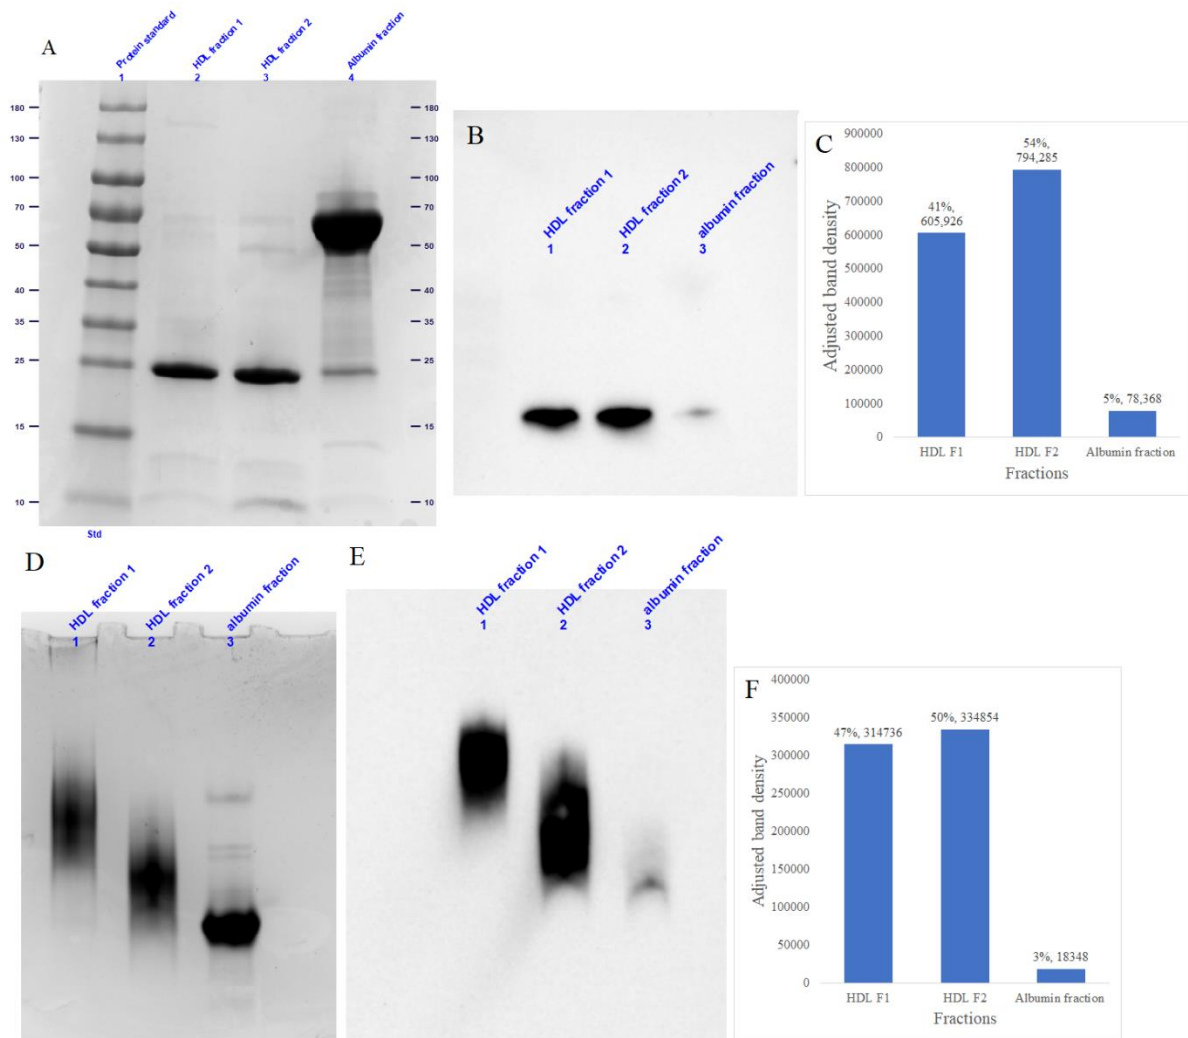 A
Protein standard
1
HDL fraction 1
2
HDL fraction 2
3
Albumin fraction
4
180
130
100
70
50
40
35
25
15
10
180
130
100
70
50
40
35
25
15
10
Std
B
HDL fraction 1
1
HDL fraction 2
2
albumin fraction
3
C
900000
800000
700000
600000
500000
400000
300000
200000
100000
0
Adjusted band density
41%,
605,926
54%,
794,285
5%, 78,368
HDL F1
HDL F2
Albumin fraction
Fractions
D
HDL fraction 1
1
HDL fraction 2
2
albumin fraction
3
E
HDL fraction 1
1
HDL fraction 2
2
albumin fraction
3
F
400000
350000
300000
250000
200000
150000
100000
50000
0
Adjusted band density
47%, 314736
50%, 334854
3%, 18348
HDL F1
HDL F2
Albumin fraction
Fractions